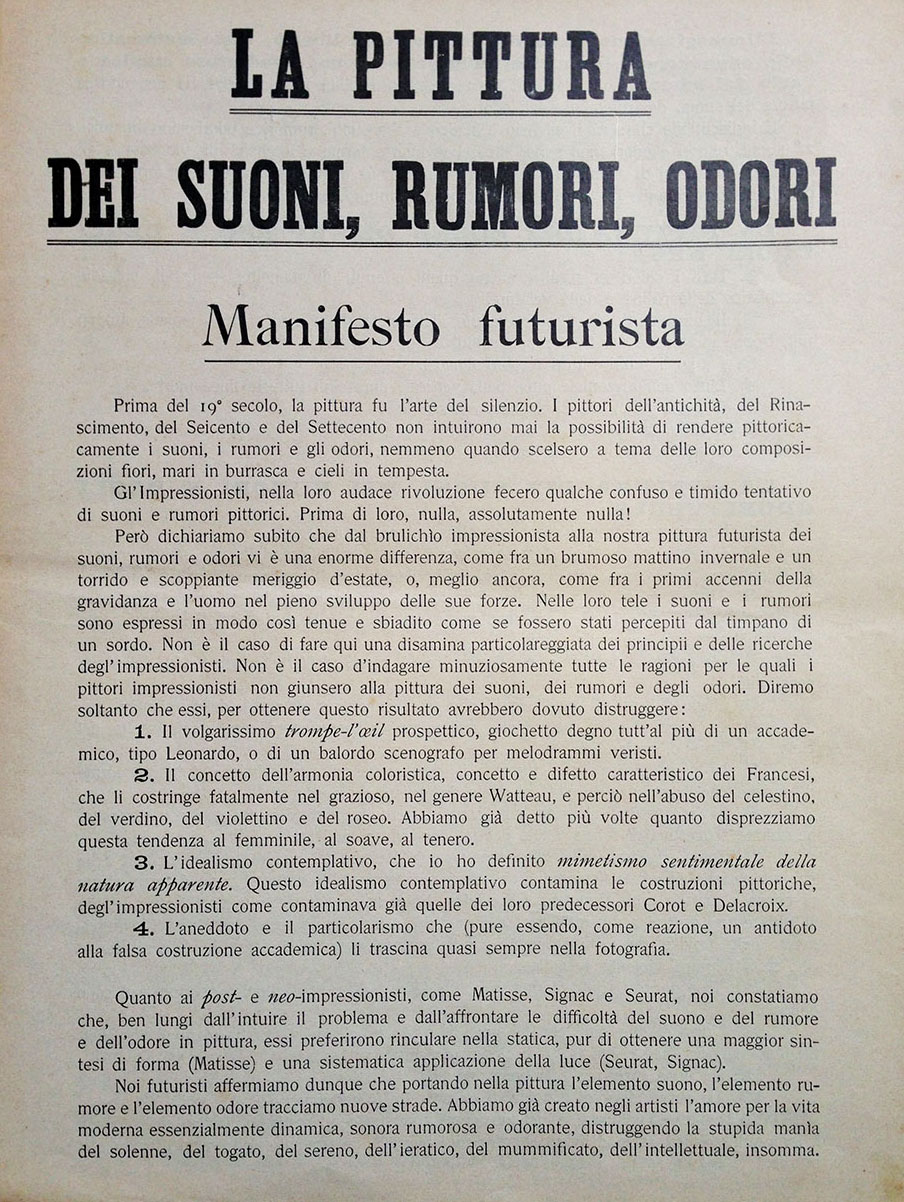 LA PITTURA
DEI SUONI, RUMORI, ODORI
Manifesto futurista
Prima del 19° secolo, la pittura fu l'arte del silenzio. I pittori dell'antichità, del Rina-
scimento, del Seicento e del Settecento non intuirono mai la possibilità di rendere pittorica-
camente i suoni, i rumori e gli odori, nemmeno quando scelsero a tema delle loro composi-
zioni fiori, mari in burrasca e cieli in tempesta.
Gl'Impressionisti, nella loro audace rivoluzione fecero qualche confuso e timido tentativo
di suoni e rumori pittorici. Prima di loro, nulla, assolutamente nulla!
Però dichiariamo subito che dal brulichìo impressionista alla nostra pittura futurista dei
suoni, rumori e odori vi è una enorme differenza, come fra un brumoso mattino invernale e un
torrido e scoppiante meriggio d'estate, o, meglio ancora, come fra i primi accenni della
gravidanza e l'uomo nel pieno sviluppo delle sue forze. Nelle loro tele i suoni e i rumori
sono espressi in modo così tenue e sbiadito come se fossero stati percepiti dal timpano di
un sordo. Non è il caso di fare qui una disamina particolareggiata dei principii e delle ricerche
degl'impressionisti. Non è il caso d'indagare minuziosamente tutte le ragioni per le quali i
pittori impressionisti non giunsero alla pittura dei suoni, dei rumori e degli odori. Diremo
soltanto che essi, per ottenere questo risultato avrebbero dovuto distruggere:
1. Il volgarissimo trompe-l'œil prospettico, giochetto degno tutt'al più di un accade-
mico, tipo Leonardo, o di un balordo scenografo per melodrammi veristi.
2. Il concetto dell'armonia coloristica, concetto e difetto caratteristico dei Francesi,
che li costringe fatalmente nel grazioso, nel genere Watteau, e perciò nell'abuso del celestino,
del verdino, del violettino e del roseo. Abbiamo già detto più volte quanto disprezziamo
questa tendenza al femminile, al soave, al tenero.
3. L'idealismo contemplativo, che io ho definito mimetismo sentimentale della
natura apparente. Questo idealismo contemplativo contamina le costruzioni pittoriche,
degl'impressionisti come contaminava già quelle dei loro predecessori Corot e Delacroix.
4. L'aneddoto e il particolarismo che (pure essendo, come reazione, un antidoto
alla falsa costruzione accademica) li trascina quasi sempre nella fotografia.
Quanto ai post- e neo-impressionisti, come Matisse, Signac e Seurat, noi constatiamo
che, ben lungi dall'intuire il problema e dall'affrontare le difficoltà del suono e del rumore
e dell'odore in pittura, essi preferirono rinculare nella statica, pur di ottenere una maggior sin-
tesi di forma (Matisse) e una sistematica applicazione della luce (Seurat, Signac).
Noi futuristi affermiamo dunque che portando nella pittura l'elemento suono, l'elemento ru-
more e l'elemento odore tracciamo nuove strade. Abbiamo già creato negli artisti l'amore per la vita
moderna essenzialmente dinamica, sonora rumorosa e odorante, distruggendo la stupida manìa
del solenne, del togato, del sereno, dell'ieratico, del mummificato, dell'intellettuale, insomma.